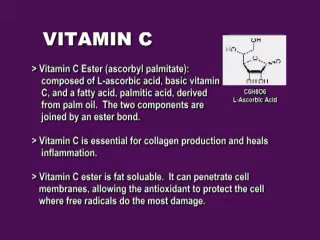 VITAMIN C
> Vitamin C Ester (ascorbyl palmitate):
composed of L-ascorbic acid, basic vitamin
C, and a fatty acid, palmitic acid, derived
from palm oil. The two components are
joined by an ester bond.
C6H8O6
L-Ascorbic Acid
> Vitamin C is essential for collagen production and heals
inflammation.
> Vitamin C ester is fat soluble. It can penetrate cell
membranes, allowing the antioxidant to protect the cell
where free radicals do the most damage.